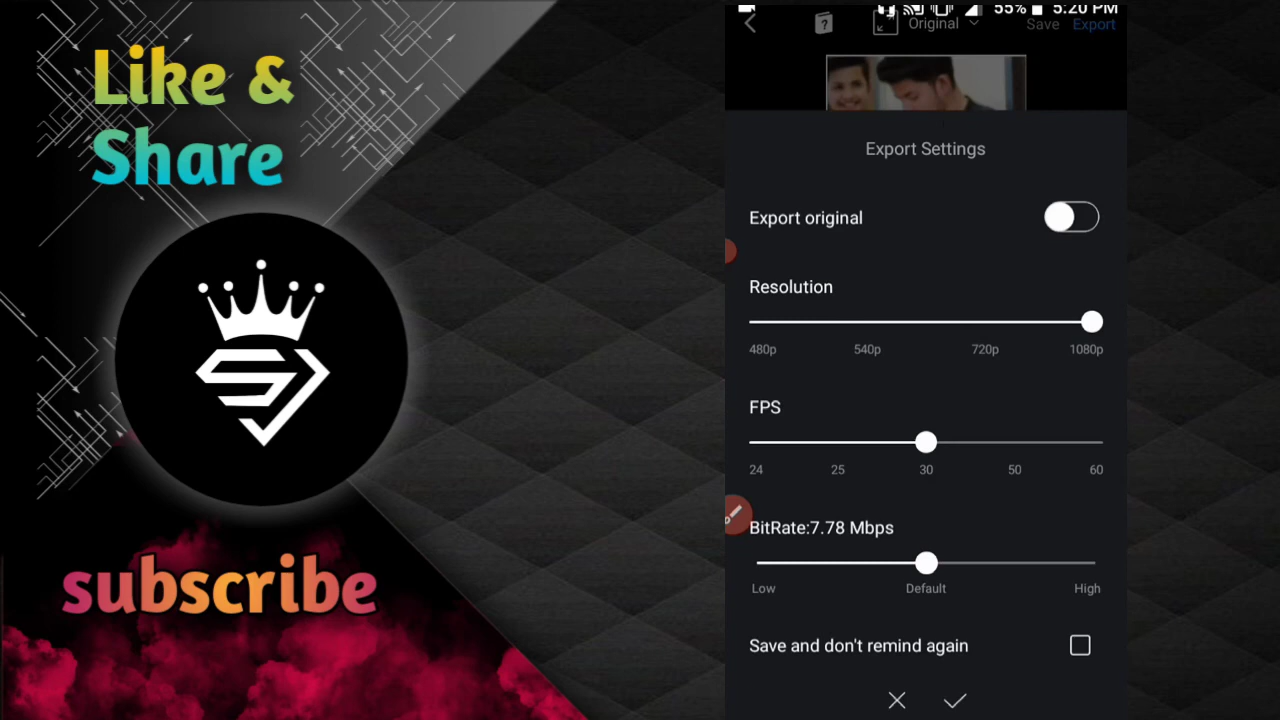 Like &
Share
subscribe
55% 5:20 PM
Original Save Export
Export Settings
Export original
Resolution
480p 540p 720p 1080p
FPS
24 25 30 50 60
BitRate:7.78 Mbps
Low Default High
Save and don't remind again